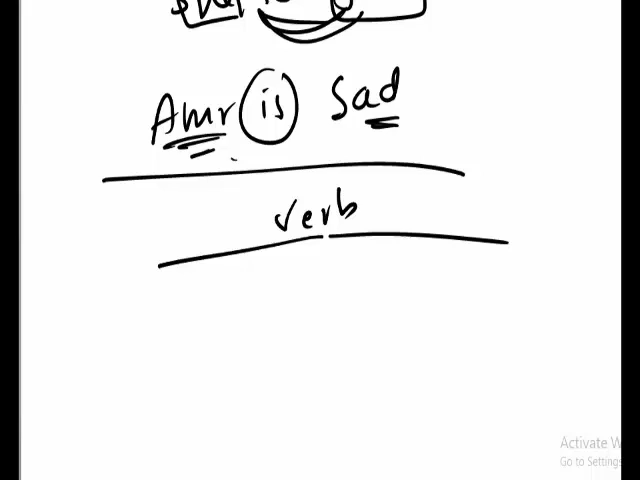 Amr is Sad
verb
Activate W
Go to Settings